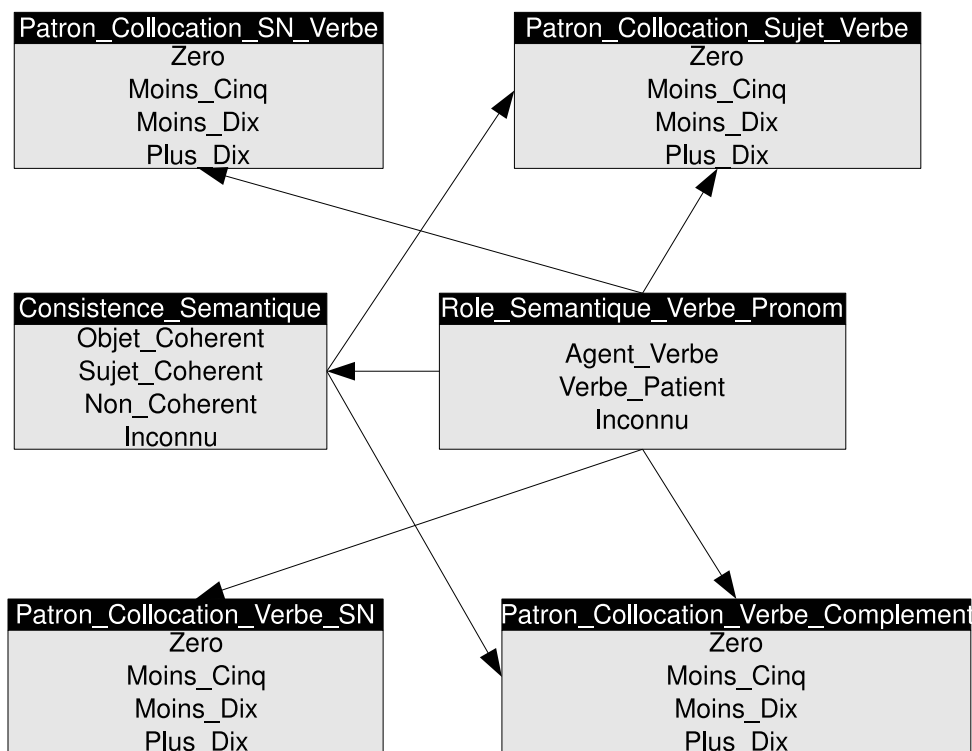 Patron_Collocation_SN_Verbe
Zero
Moins_Cinq
Moins_Dix
Plus_Dix
Patron_Collocation_Sujet_Verbe
Zero
Moins_Cinq
Moins_Dix
Plus_Dix
Consistence_Semantique
Objet_Coherent
Sujet_Coherent
Non_Coherent
Inconnu
Role_Semantique_Verbe_Pronom
Agent_Verbe
Verbe_Patient
Inconnu
Patron_Collocation_Verbe_SN
Zero
Moins_Cinq
Moins_Dix
Plus_Dix
Patron_Collocation_Verbe_Complement
Zero
Moins_Cinq
Moins_Dix
Plus_Dix